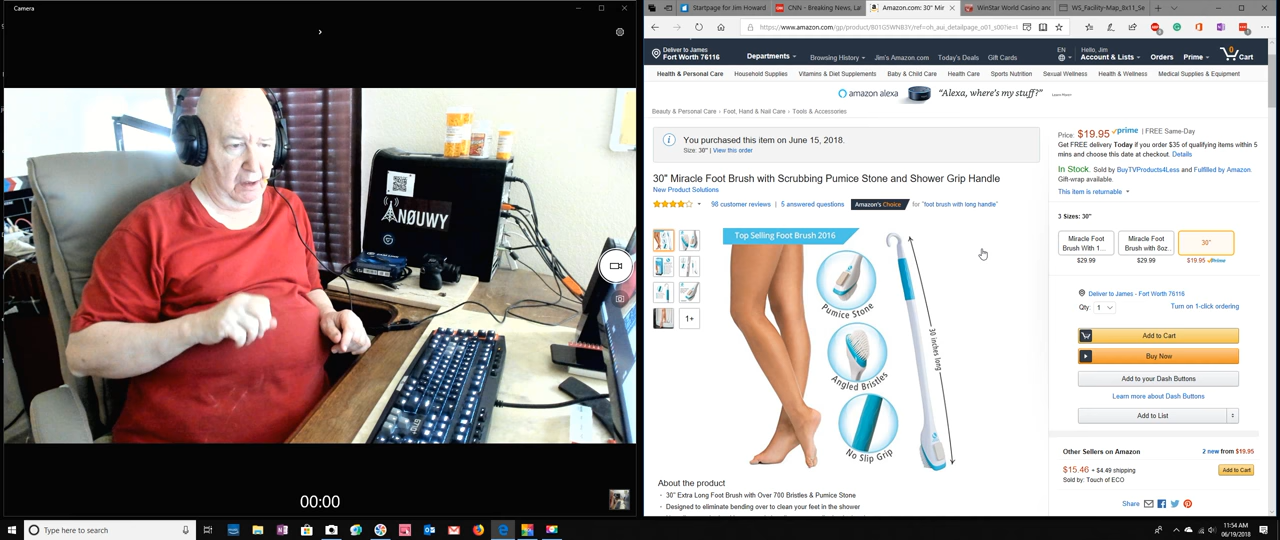 Camera
ANØUWY
00:00
Startpage for Jim Howard
CNN - Breaking News, Lat
Amazon.com: 30" Mir
WinStar World Casino and
WS_Facility-Map_8x11_Se
Deliver to James
Fort Worth 76116
Departments
Browsing History
Jim's Amazon.com
Today's Deals
Gift Cards
EN
Hello, Jim
Account & Lists
Orders
Prime
0
Cart
Health & Personal Care
Household Supplies
Vitamins & Diet Supplements
Baby & Child Care
Health Care
Sports Nutrition
Sexual Wellness
Health & Wellness
Medical Supplies & Equipment
amazon alexa
"Alexa, where's my stuff?"
Learn More›
Beauty & Personal Care › Foot, Hand & Nail Care › Tools & Accessories
You purchased this item on June 15, 2018.
Size: 30" | View this order
30" Miracle Foot Brush with Scrubbing Pumice Stone and Shower Grip Handle
New Product Solutions
98 customer reviews | 5 answered questions
Amazon's Choice for "foot brush with long handle"
Top Selling Foot Brush 2016
Pumice Stone
Angled Bristles
No Slip Grip
30 inches long
1+
About the product
• 30" Extra Long Foot Brush with Over 700 Bristles & Pumice Stone
• Designed to eliminate bending over to clean your feet in the shower
Price: $19.95 prime | FREE Same-Day
Get FREE delivery Today if you order $35 of qualifying items within 5
mins and choose this date at checkout. Details
In Stock. Sold by BuyTVProducts4Less and Fulfilled by Amazon.
Gift-wrap available.
This item is returnable
3 Sizes: 30"
Miracle Foot
Brush With 1...
$29.99
Miracle Foot
Brush with 8oz...
$29.99
30"
$19.95 prime
Deliver to James - Fort Worth 76116
Qty: 1
Turn on 1-click ordering
Add to Cart
Buy Now
Add to your Dash Buttons
Learn more about Dash Buttons
Add to List
Other Sellers on Amazon
2 new from $19.95
$15.46 + $4.49 shipping
Add to Cart
Sold by: Touch of ECO
Share
Type here to search
11:54 AM
06/19/2018